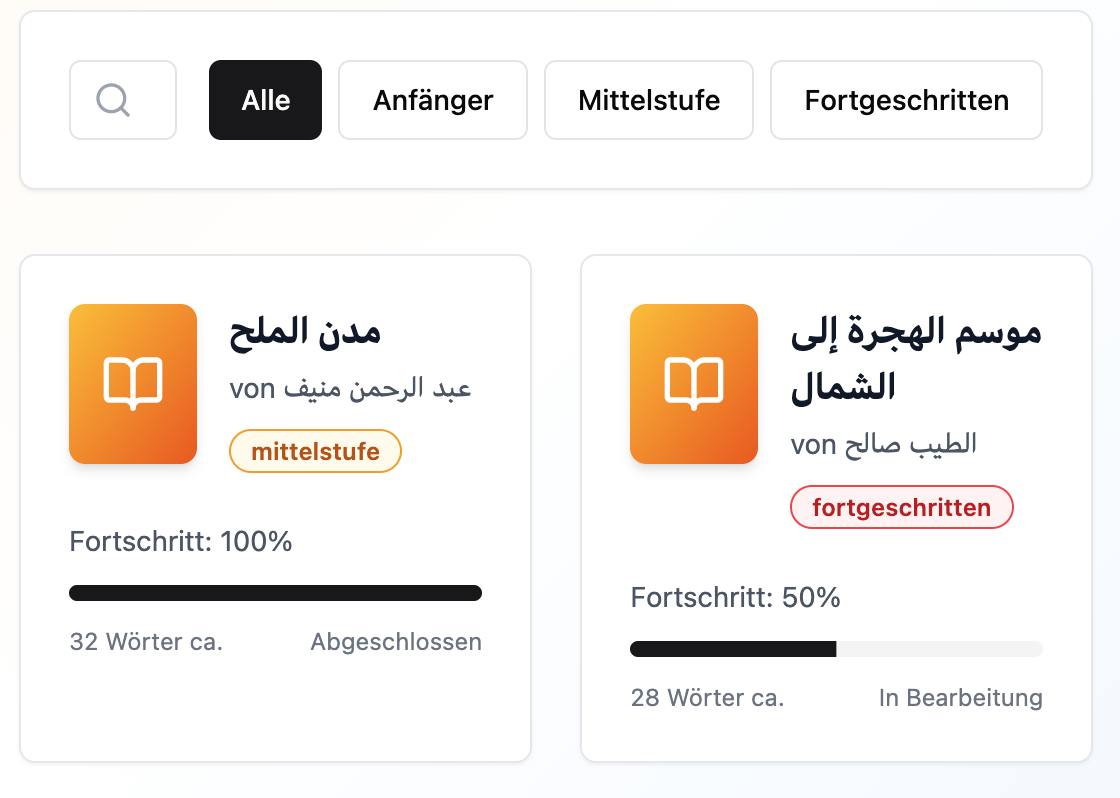 Alle
Anfänger
Mittelstufe
Fortgeschritten
مدن الملح
von عبد الرحمن منيف
mittelstufe
Fortschritt: 100%
32 Wörter ca.
Abgeschlossen
موسم الهجرة إلى
الشمال
von الطيب صالح
fortgeschritten
Fortschritt: 50%
28 Wörter ca.
In Bearbeitung